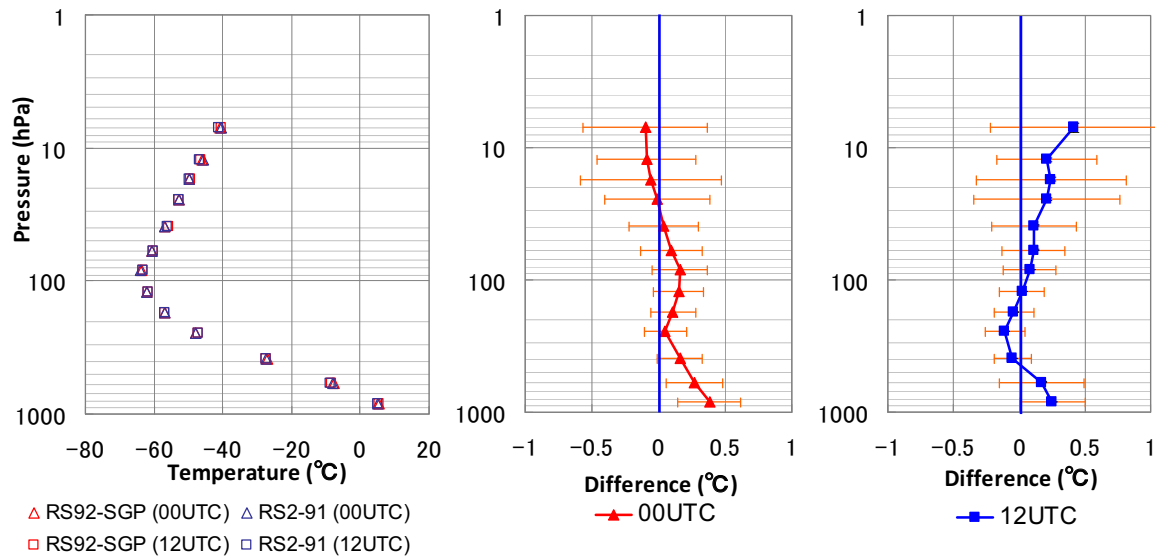 Pressure (hPa)
1
10
100
1000
−80 −60 −40 −20 0 20
Temperature (℃)
△ RS92-SGP (00UTC) △ RS2-91 (00UTC)
□ RS92-SGP (12UTC) □ RS2-91 (12UTC)
1
10
100
1000
−1 −0.5 0 0.5 1
Difference (℃)
00UTC
1
10
100
1000
−1 −0.5 0 0.5 1
Difference (℃)
12UTC